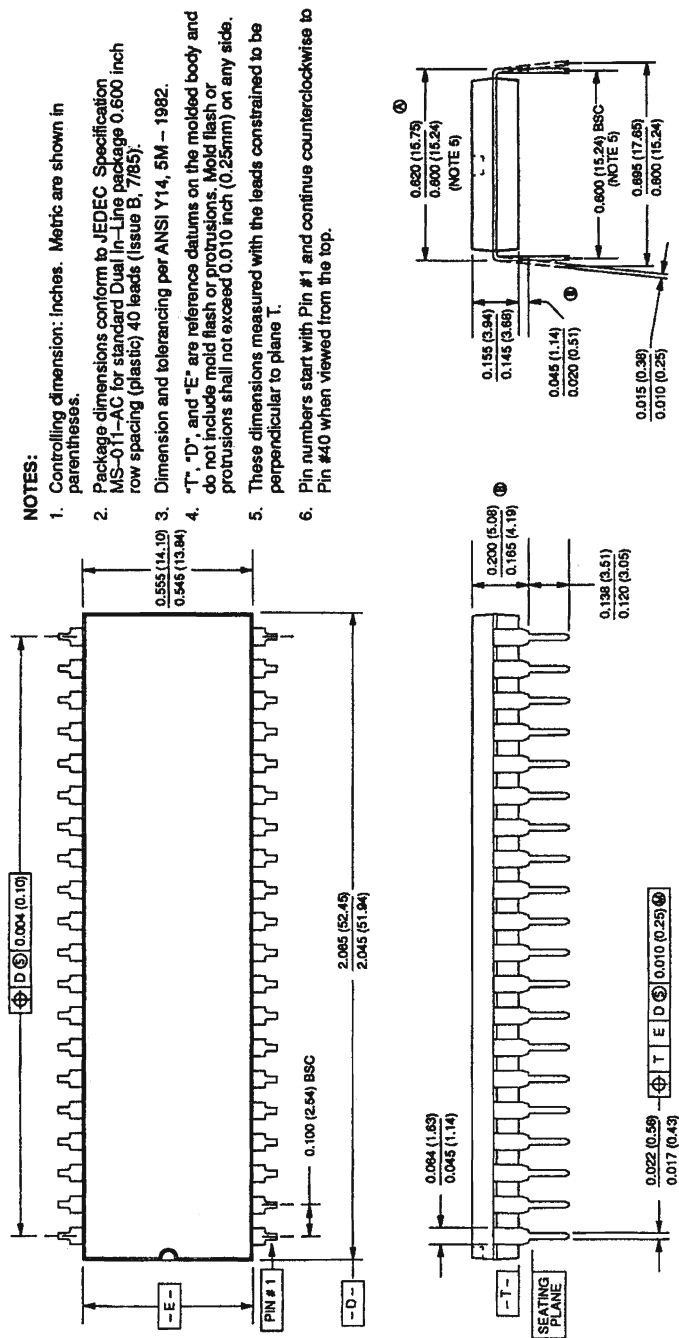 NOTES:
1. Controlling dimension: Inches. Metric are shown in
parentheses.
2. Package dimensions conform to JEDEC Specification
MS–011–AC for standard Dual In–Line package 0.600 inch
row spacing (plastic) 40 leads (Issue B, 7/85).
3. Dimension and tolerancing per ANSI Y14, 5M – 1982.
4. "T", "D", and "E" are reference datums on the molded body and
do not include mold flash or protrusions. Mold flash or
protrusions shall not exceed 0.010 inch (0.25mm) on any side.
5. These dimensions measured with the leads constrained to be
perpendicular to plane T.
6. Pin numbers start with Pin #1 and continue counterclockwise to
Pin #40 when viewed from the top.
⌖ D Ⓢ 0.004 (0.10)
- E -
0.555 (14.10)
0.545 (13.84)
PIN # 1
0.100 (2.54) BSC
- D -
2.065 (52.45)
2.045 (51.94)
0.064 (1.63)
0.045 (1.14)
- T -
SEATING
PLANE
0.022 (0.56)
0.017 (0.43)
⌖ T E D Ⓢ 0.010 (0.25) Ⓜ
0.200 (5.08) Ⓑ
0.165 (4.19)
0.138 (3.51)
0.120 (3.05)
0.620 (15.75) Ⓐ
0.600 (15.24)
(NOTE 5)
0.155 (3.94)
0.145 (3.68)
0.045 (1.14)
0.020 (0.51)
Ⓑ
0.600 (15.24) BSC
(NOTE 5)
0.695 (17.65)
0.600 (15.24)
0.015 (0.38)
0.010 (0.25)